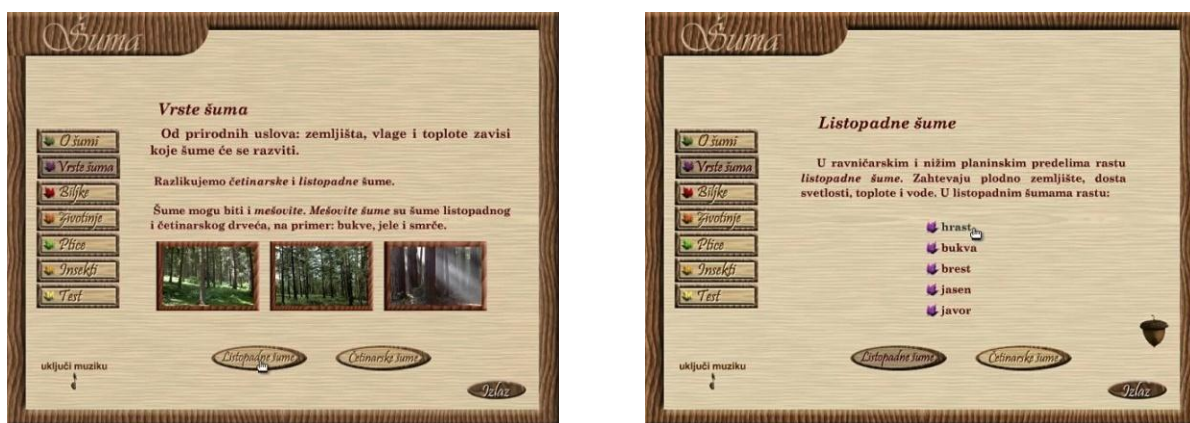 Šuma
Vrste šuma
Od prirodnih uslova: zemljišta, vlage i toplote zavisi
koje šume će se razviti.
Razlikujemo četinarske i listopadne šume.
Šume mogu biti i mešovite. Mešovite šume su šume listopadnog
i četinarskog drveća, na primer: bukve, jele i smrče.
O šumi
Vrste šuma
Biljke
Životinje
Ptice
Insekti
Test
Listopadne šume
Četinarske šume
uključi muziku
Izlaz
Šuma
Listopadne šume
U ravničarskim i nižim planinskim predelima rastu
listopadne šume. Zahtevaju plodno zemljište, dosta
svetlosti, toplote i vode. U listopadnim šumama rastu:
hrast
bukva
brest
jasen
javor
O šumi
Vrste šuma
Biljke
Životinje
Ptice
Insekti
Test
Listopadne šume
Četinarske šume
uključi muziku
Izlaz